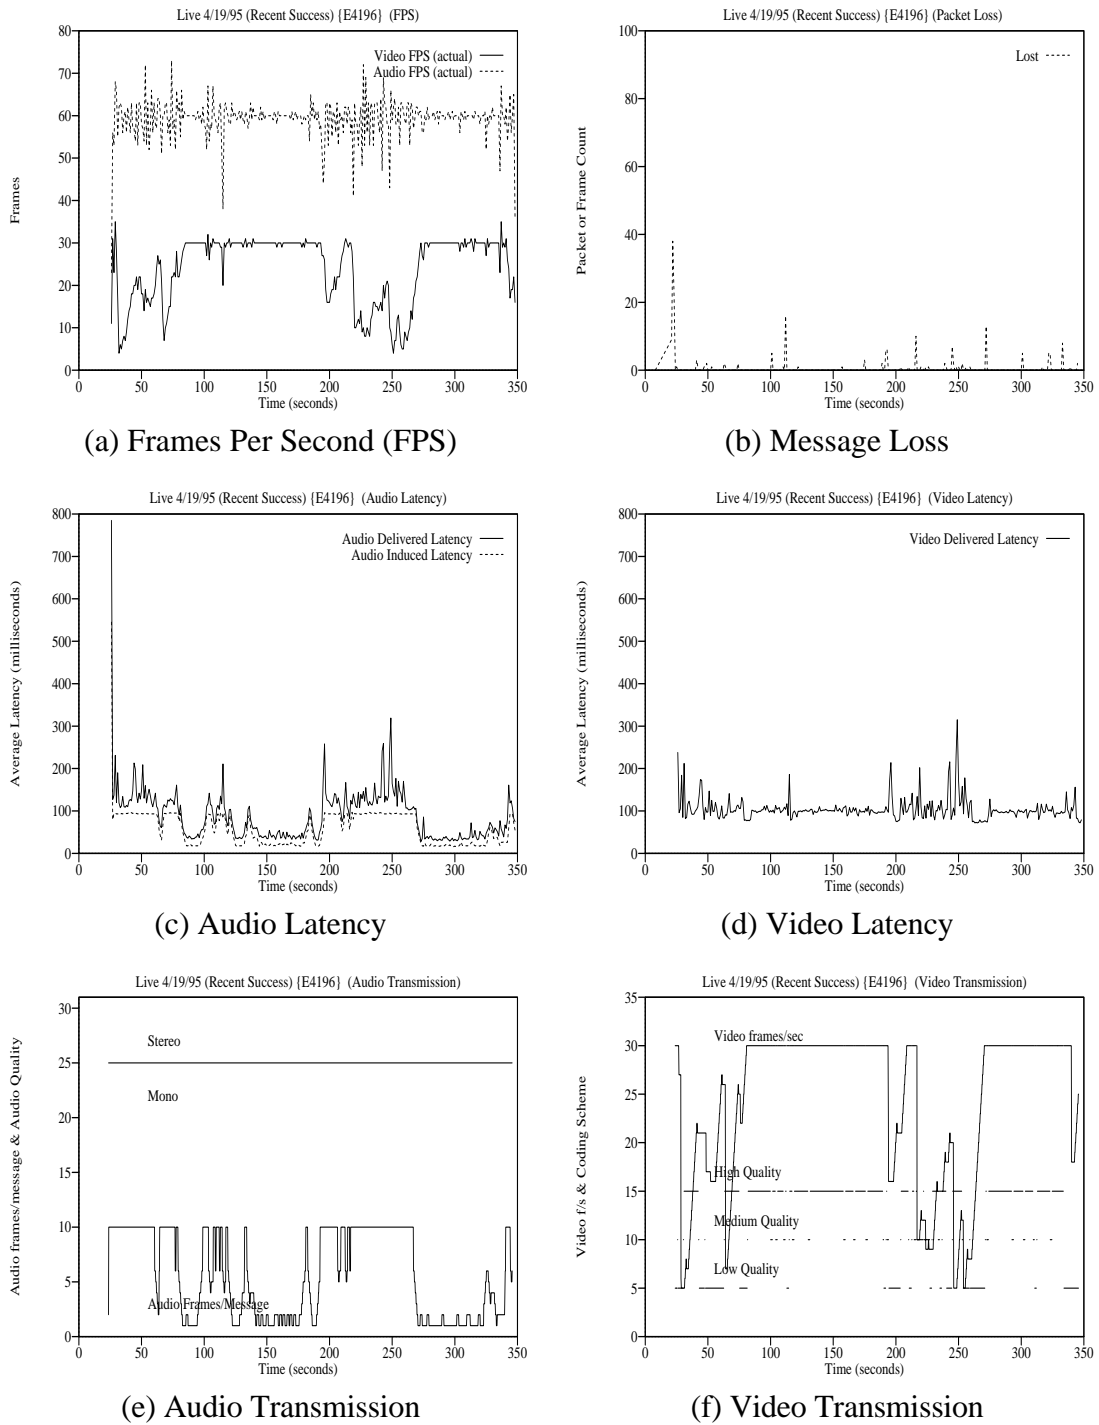 Live 4/19/95 (Recent Success) {E4196} (FPS)
Frames
80
70
60
50
40
30
20
10
0
Video FPS (actual)
Audio FPS (actual)
0 50 100 150 200 250 300 350
Time (seconds)
(a) Frames Per Second (FPS)
Live 4/19/95 (Recent Success) {E4196} (Packet Loss)
Packet or Frame Count
100
80
60
40
20
0
Lost
0 50 100 150 200 250 300 350
Time (seconds)
(b) Message Loss
Live 4/19/95 (Recent Success) {E4196} (Audio Latency)
Average Latency (milliseconds)
800
700
600
500
400
300
200
100
0
Audio Delivered Latency
Audio Induced Latency
0 50 100 150 200 250 300 350
Time (seconds)
(c) Audio Latency
Live 4/19/95 (Recent Success) {E4196} (Video Latency)
Average Latency (milliseconds)
800
700
600
500
400
300
200
100
0
Video Delivered Latency
0 50 100 150 200 250 300 350
Time (seconds)
(d) Video Latency
Live 4/19/95 (Recent Success) {E4196} (Audio Transmission)
Audio frames/message & Audio Quality
30
25
20
15
10
5
0
Stereo
Mono
Audio Frames/Message
0 50 100 150 200 250 300 350
Time (seconds)
(e) Audio Transmission
Live 4/19/95 (Recent Success) {E4196} (Video Transmission)
Video f/s & Coding Scheme
35
30
25
20
15
10
5
0
Video frames/sec
High Quality
Medium Quality
Low Quality
0 50 100 150 200 250 300 350
Time (seconds)
(f) Video Transmission